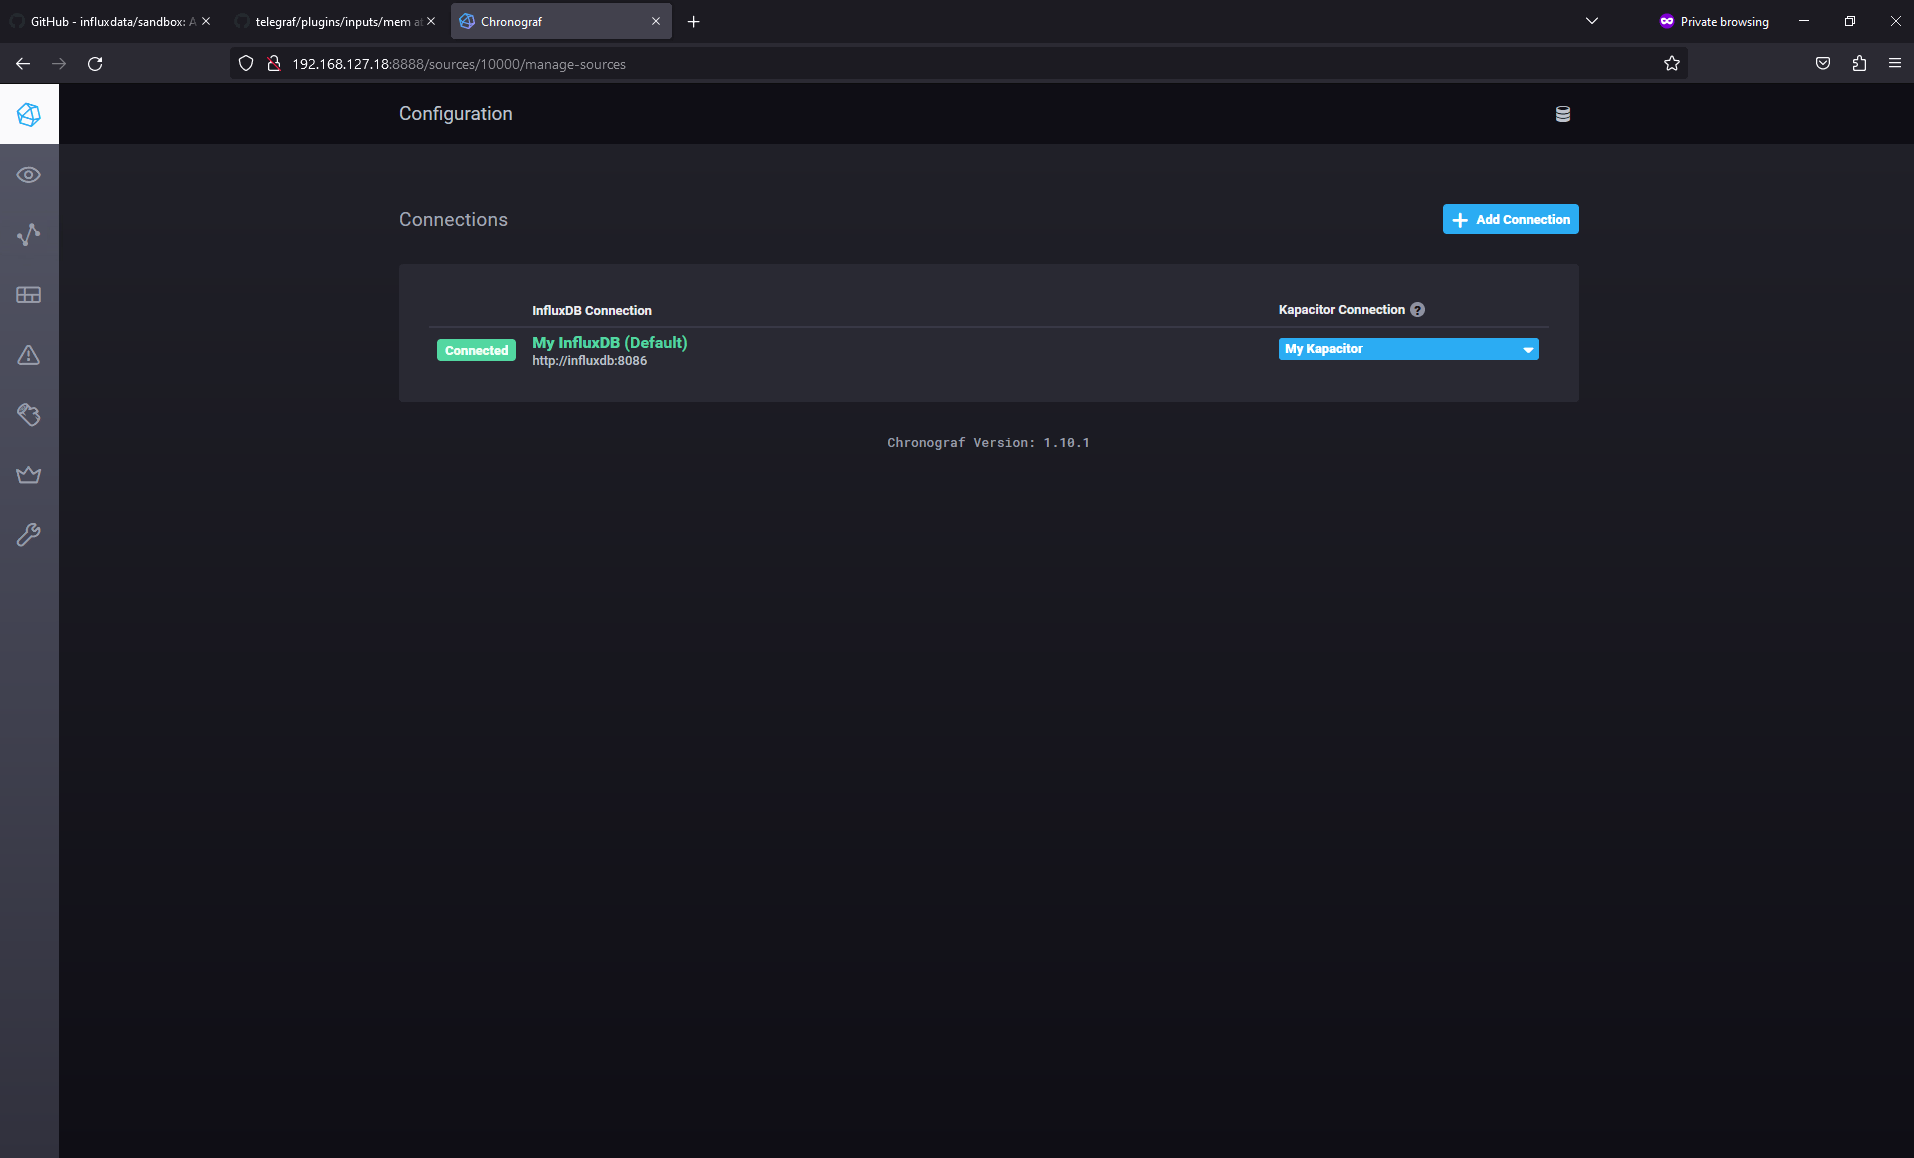 GitHub - influxdata/sandbox: A
telegraf/plugins/inputs/mem at
Chronograf
Private browsing
192.168.127.18:8888/sources/10000/manage-sources
Configuration
Connections
Add Connection
InfluxDB Connection
Kapacitor Connection ?
Connected
My InfluxDB (Default)
http://influxdb:8086
My Kapacitor
Chronograf Version: 1.10.1